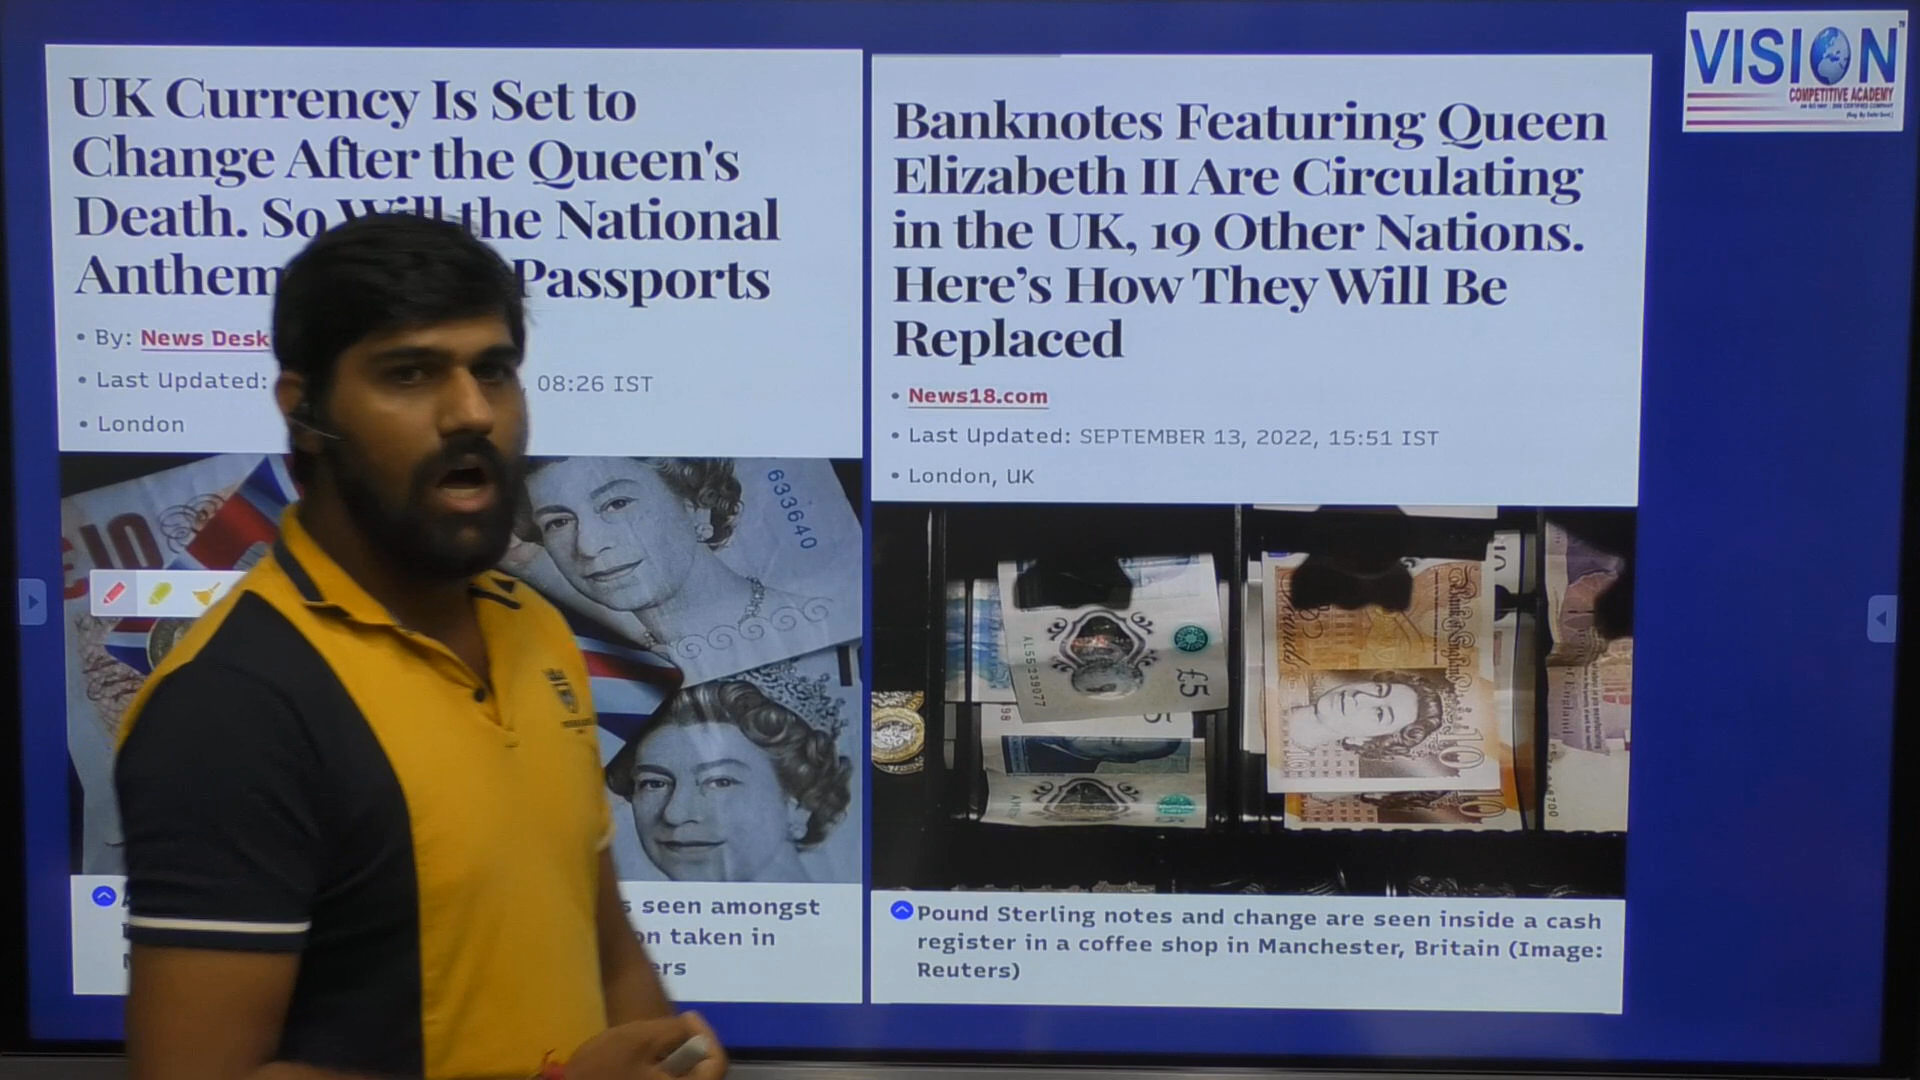 UK Currency Is Set to
Change After the Queen's
Death. So Will the National
Anthem Passports
• By: News Desk
• Last Updated: 08:26 IST
• London
633640
10
s seen amongst
on taken in
ers
Banknotes Featuring Queen
Elizabeth II Are Circulating
in the UK, 19 Other Nations.
Here's How They Will Be
Replaced
• News18.com
• Last Updated: SEPTEMBER 13, 2022, 15:51 IST
• London, UK
£5
10
Pound Sterling notes and change are seen inside a cash
register in a coffee shop in Manchester, Britain (Image:
Reuters)
VISION
COMPETITIVE ACADEMY